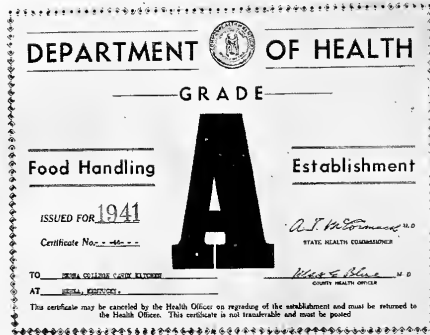 DEPARTMENT OF HEALTH
GRADE
A
Food Handling Establishment
ISSUED FOR 1941
Certificate No. - -44- - -
A. T. McCormack M D
STATE HEALTH COMMISSIONER
TO BEREA COLLEGE CANDY KITCHEN
AT BEREA, KENTUCKY.
M D
COUNTY HEALTH OFFICER
This certificate may be canceled by the Health Officer on regrading of the establishment and must be returned to
the Health Officer. This certificate is not transferable and must be posted